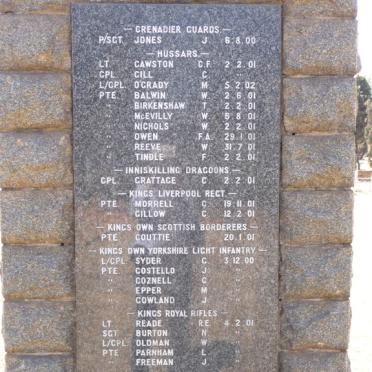 — GRENADIER GUARDS —
P/SGT. JONES J. 6.8.00
— HUSSARS —
LT CAWSTON C.F. 2.2.01
CPL GILL C.
L/CPL O'GRADY M 5.2.02
PTE. BALWIN W. 2.6.01
" BIRKENSHAW T 2.2.01
" McEVILLY W 6.8.01
" NICHOLS W 2.2.01
" OWEN F.A. 29.1.01
" REEVE W. 31.7.01
" TINDLE F 2.2.01
— INNISKILLING DRAGOONS —
CPL. GRATTAGE C. 2.2.01
— KINGS LIVERPOOL REGT. —
PTE MORRELL C 19.11.01
" GILLOW C 12.2.01
— KINGS OWN SCOTTISH BORDERERS —
PTE COUTTIE 20.1.01
— KINGS OWN YORKSHIRE LIGHT INFANTRY —
L/CPL SYDER C 3.12.00
PTE COSTELLO J
" COZNELL C
" EPPER M
" COWLAND J
— KINGS ROYAL RIFLES —
LT READE R.E. 4.2.01
SGT BURTON N.
L/CPL OLDMAN W.
PTE PARNHAM L
" FREEMAN J.